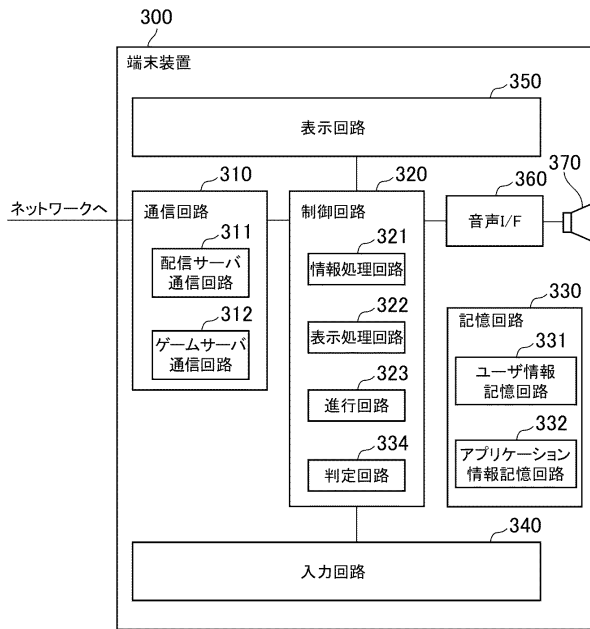 300
端末装置
350
表示回路
ネットワークへ
310
通信回路
311
配信サーバ
通信回路
312
ゲームサーバ
通信回路
320
制御回路
321
情報処理回路
322
表示処理回路
323
進行回路
334
判定回路
360
音声I/F
370
330
記憶回路
331
ユーザ情報
記憶回路
332
アプリケーション
情報記憶回路
340
入力回路